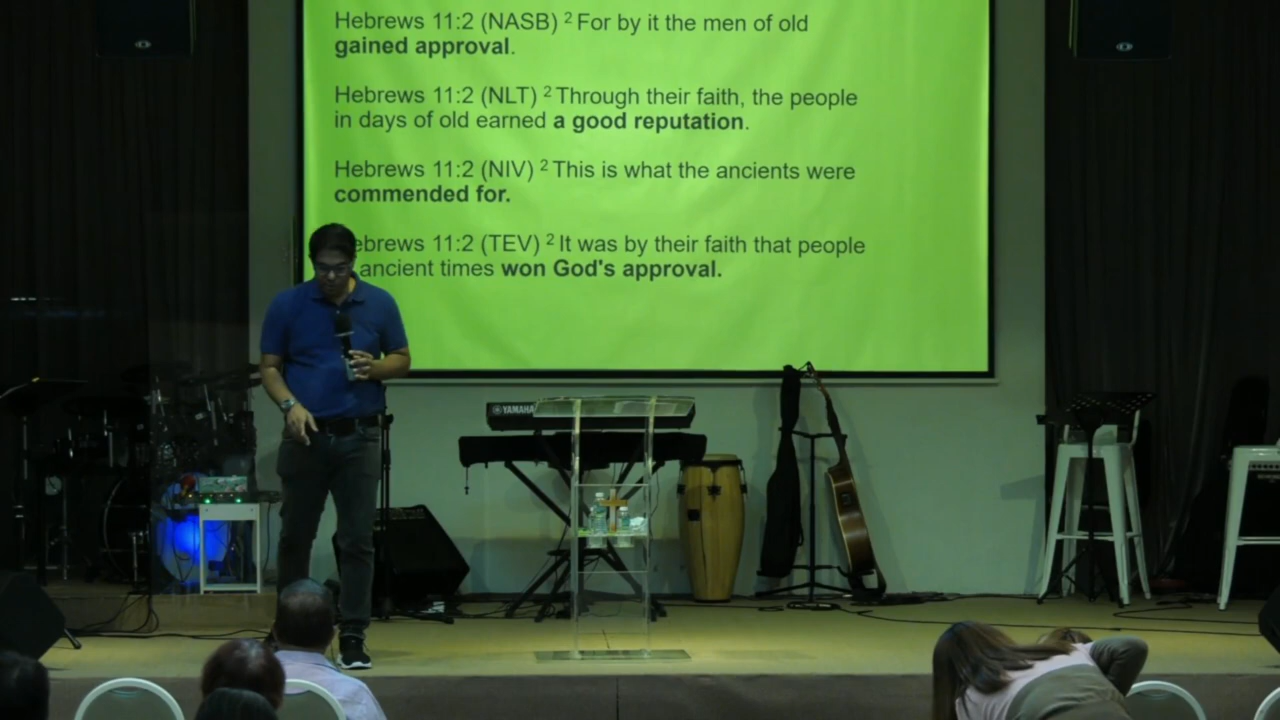 Hebrews 11:2 (NASB) 2 For by it the men of old
gained approval.
Hebrews 11:2 (NLT) 2 Through their faith, the people
in days of old earned a good reputation.
Hebrews 11:2 (NIV) 2 This is what the ancients were
commended for.
ebrews 11:2 (TEV) 2 It was by their faith that people
ancient times won God's approval.
YAMAHA